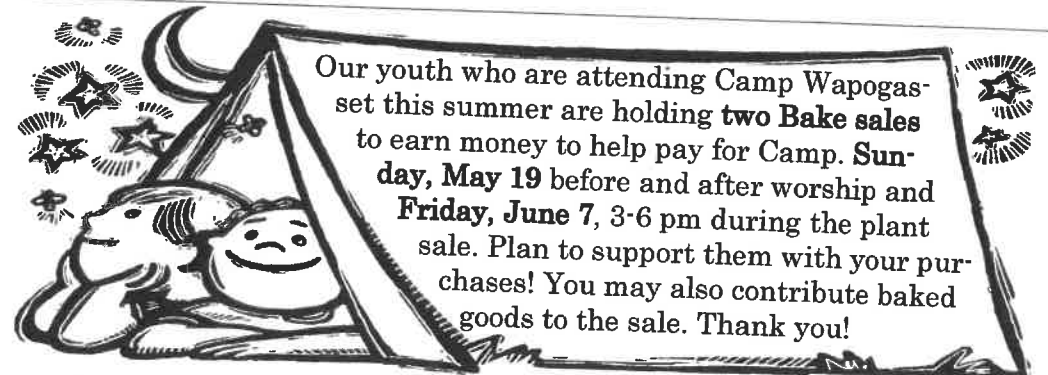 Our youth who are attending Camp Wapogas-
set this summer are holding two Bake sales
to earn money to help pay for Camp. Sun-
day, May 19 before and after worship and
Friday, June 7, 3-6 pm during the plant
sale. Plan to support them with your pur-
chases! You may also contribute baked
goods to the sale. Thank you!